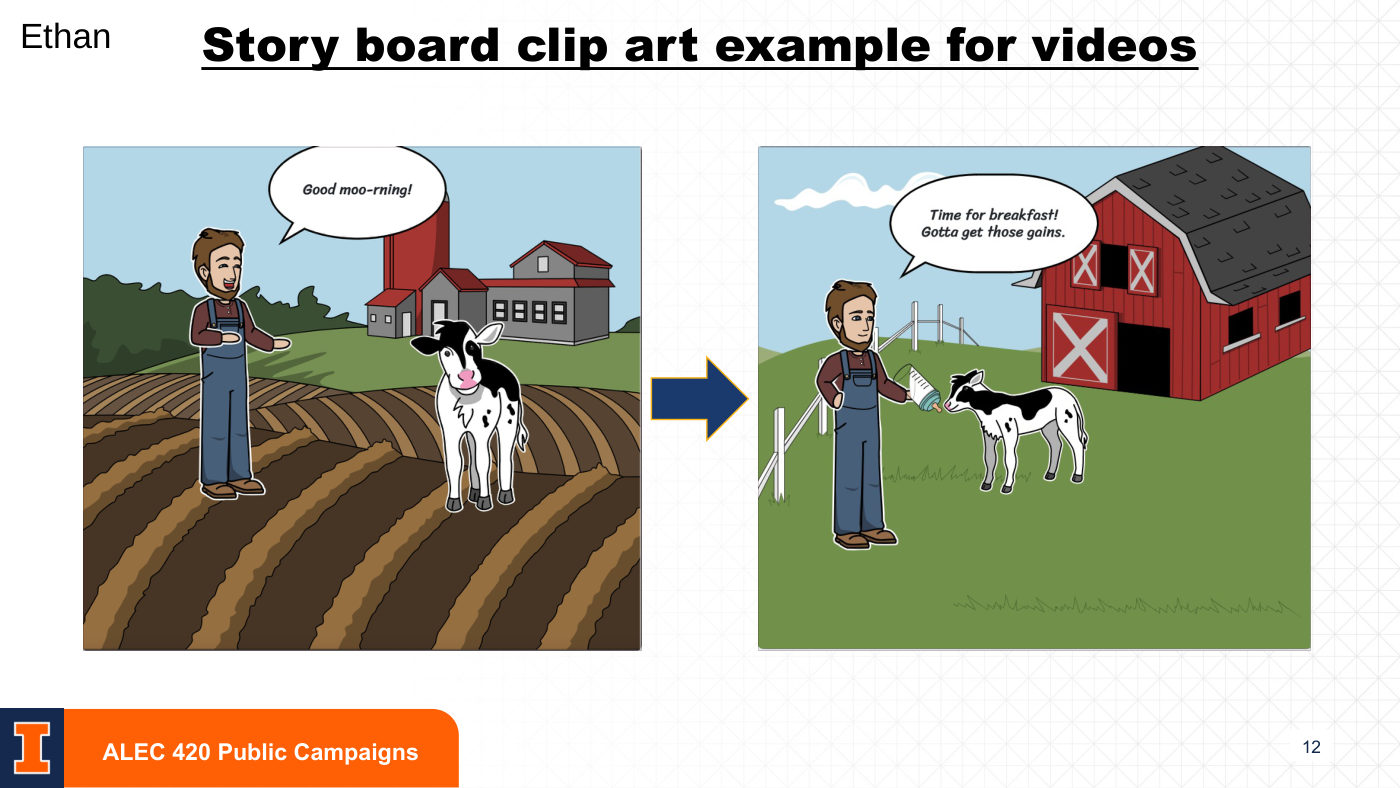 Ethan
Story board clip art example for videos
Good moo-rning!
Time for breakfast!
Gotta get those gains.
ALEC 420 Public Campaigns
12